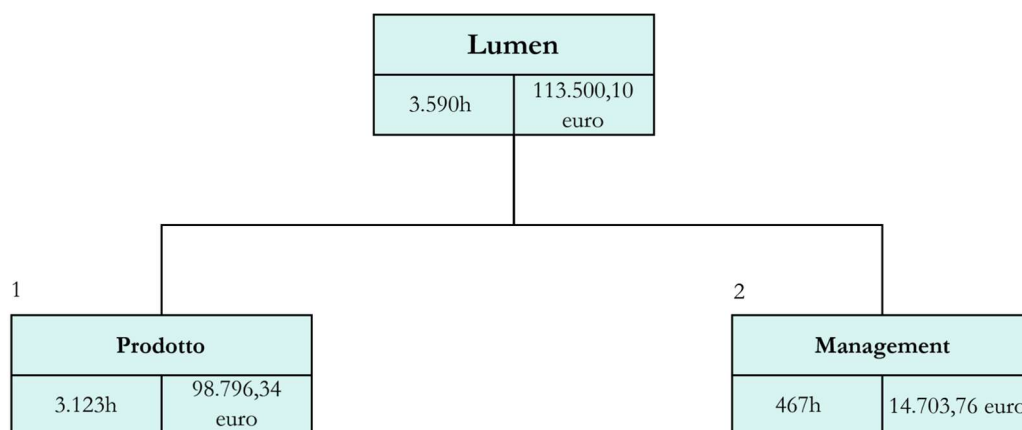 Lumen
3.590h
113.500,10
euro
1
2
Prodotto
Management
3.123h
98.796,34
euro
467h
14.703,76 euro